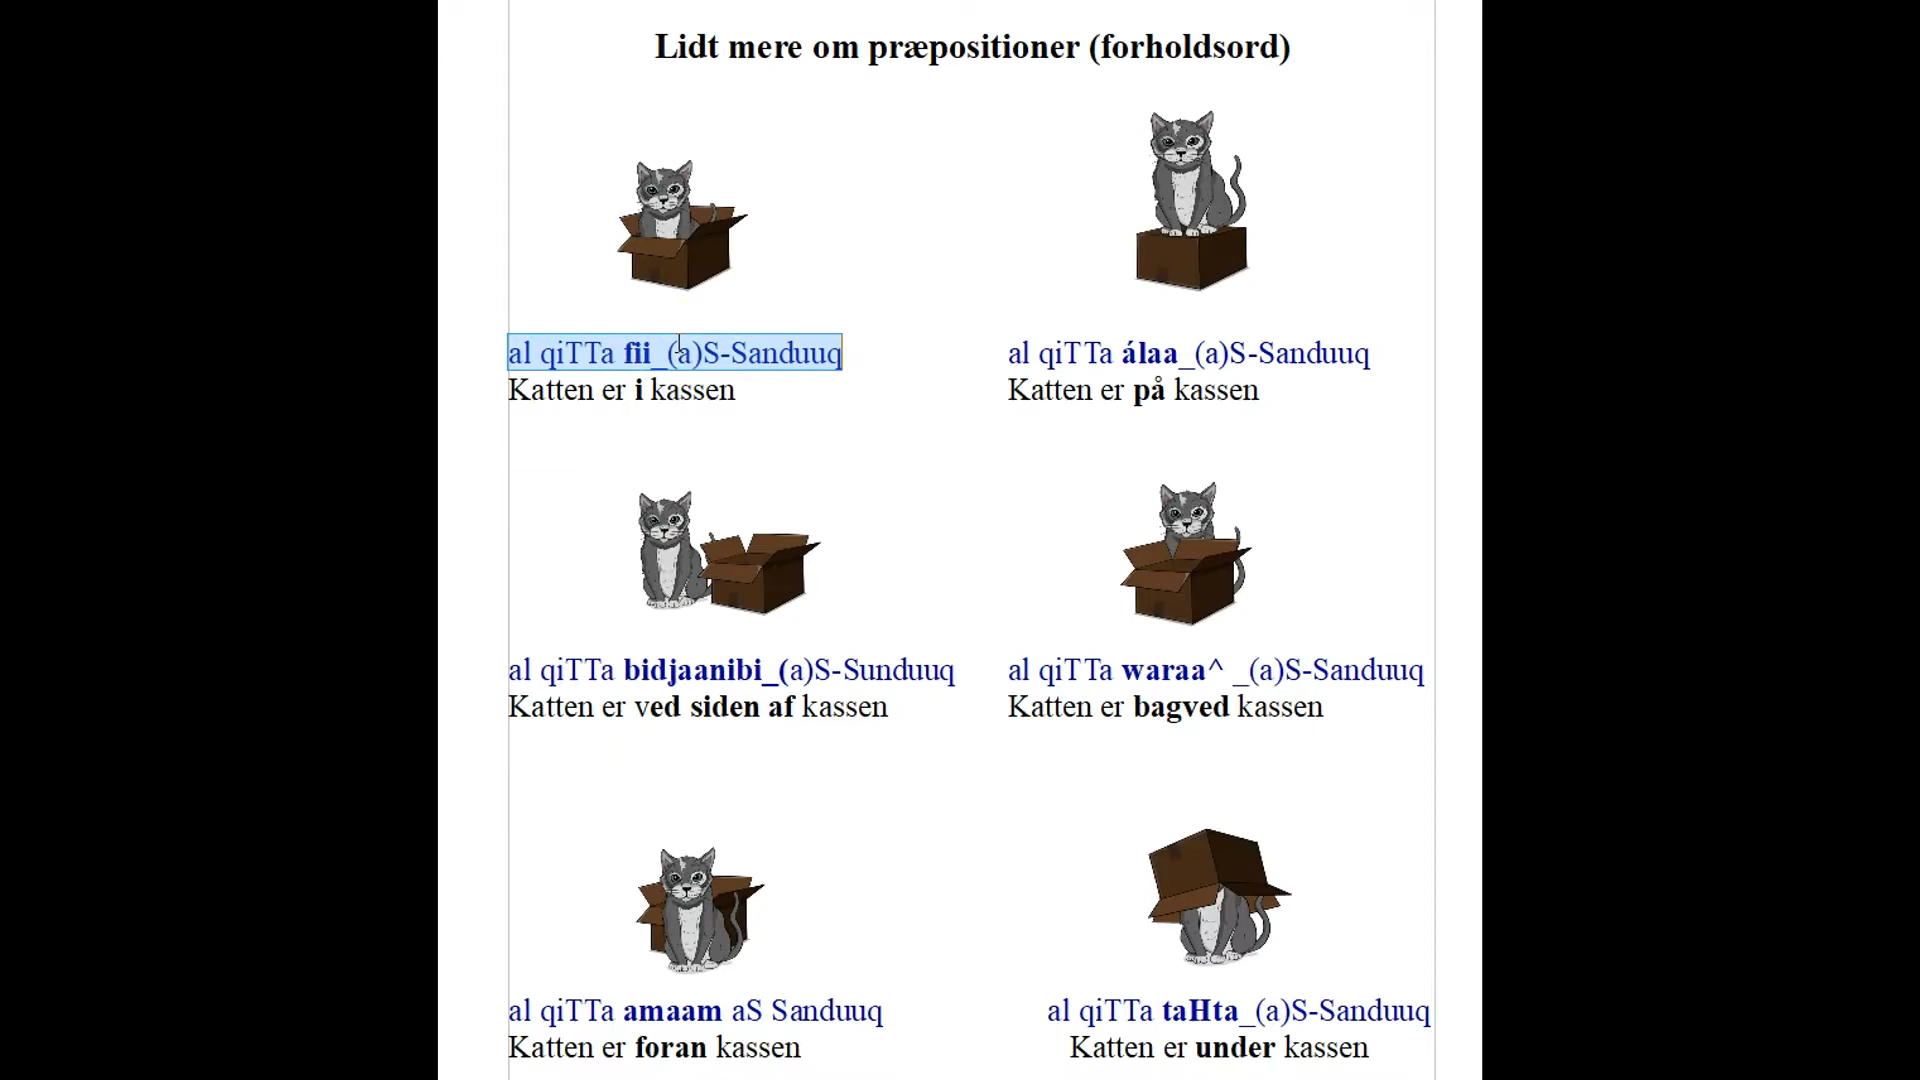 Lidt mere om præpositioner (forholdsord)
al qiTTa fii_(a)S-Sanduuq
Katten er i kassen
al qiTTa álaa_(a)S-Sanduuq
Katten er på kassen
al qiTTa bidjaanibi_(a)S-Sunduuq
Katten er ved siden af kassen
al qiTTa waraa^ _(a)S-Sanduuq
Katten er bagved kassen
al qiTTa amaam aS Sanduuq
Katten er foran kassen
al qiTTa taHta_(a)S-Sanduuq
Katten er under kassen